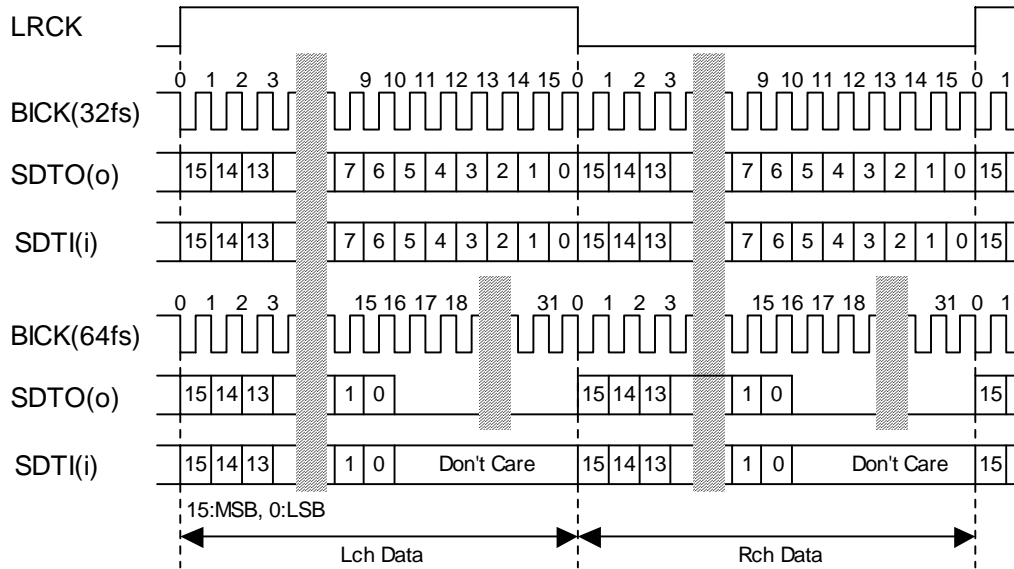 LRCK
0 1 2 3 9 10 11 12 13 14 15 0 1 2 3 9 10 11 12 13 14 15 0 1
BICK(32fs)
SDTO(o) 15 14 13 7 6 5 4 3 2 1 0 15 14 13 7 6 5 4 3 2 1 0 15
SDTI(i) 15 14 13 7 6 5 4 3 2 1 0 15 14 13 7 6 5 4 3 2 1 0 15
0 1 2 3 15 16 17 18 31 0 1 2 3 15 16 17 18 31 0 1
BICK(64fs)
SDTO(o) 15 14 13 1 0 15 14 13 1 0 15
SDTI(i) 15 14 13 1 0 Don't Care 15 14 13 1 0 Don't Care 15
15:MSB, 0:LSB
Lch Data Rch Data